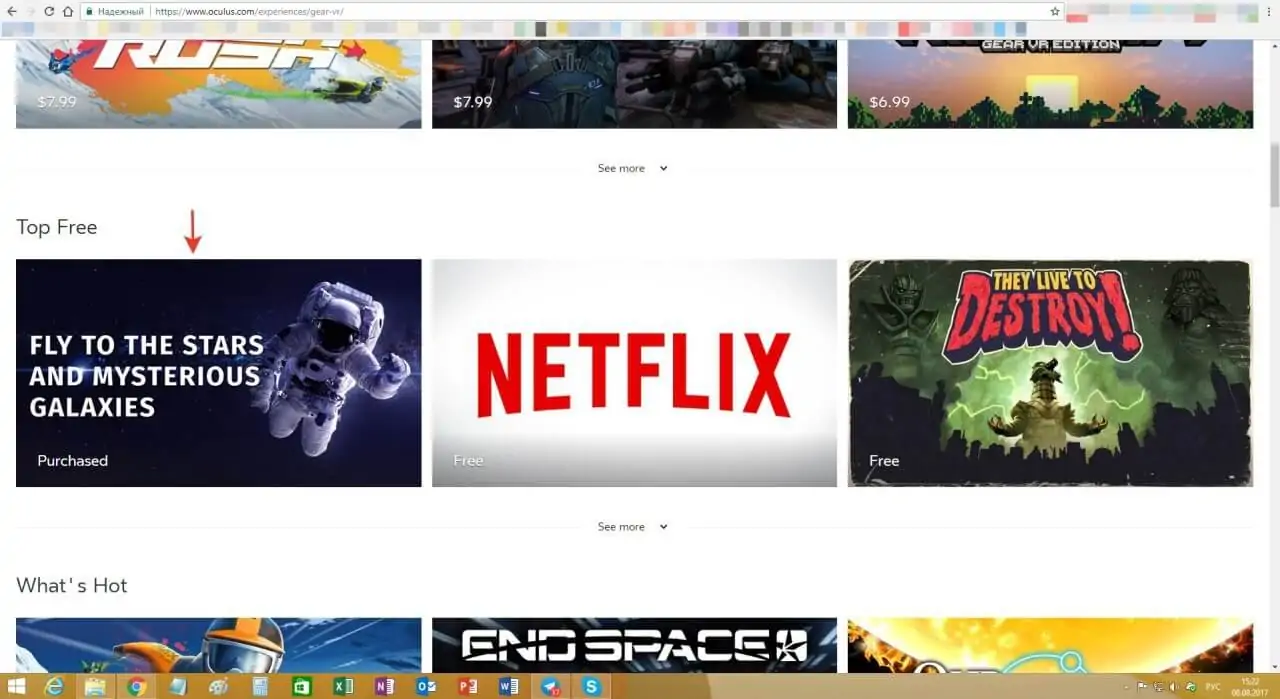 Надежный
https://www.oculus.com/experiences/gear-vr/
RUSH
GEAR VR EDITION
$7.99
$7.99
$6.99
See more
Top Free
FLY TO THE STARS
AND MYSTERIOUS
GALAXIES
Purchased
NETFLIX
Free
THEY LIVE TO
DESTROY!
Free
See more
What's Hot
END SPACE
РУС
15:22
06.08.2017